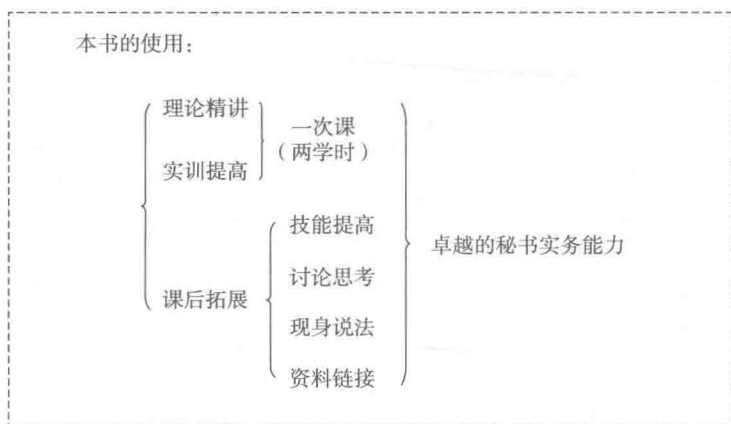 本书的使用：
理论精讲
一次课
（两学时）
实训提高
技能提高
卓越的秘书实务能力
讨论思考
课后拓展
现身说法
资料链接